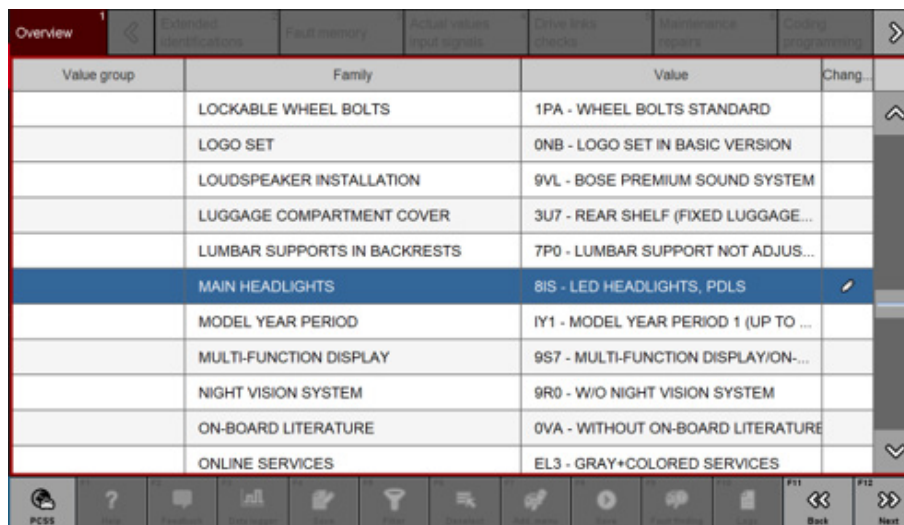 Overview 1
Extended identifications 2
Fault memory
Actual values input signals 4
Drive links checks 5
Maintenance repairs 6
Coding programming
Value group Family Value Chang...
LOCKABLE WHEEL BOLTS 1PA - WHEEL BOLTS STANDARD
LOGO SET 0NB - LOGO SET IN BASIC VERSION
LOUDSPEAKER INSTALLATION 9VL - BOSE PREMIUM SOUND SYSTEM
LUGGAGE COMPARTMENT COVER 3U7 - REAR SHELF (FIXED LUGGAGE...
LUMBAR SUPPORTS IN BACKRESTS 7P0 - LUMBAR SUPPORT NOT ADJUS...
MAIN HEADLIGHTS 8IS - LED HEADLIGHTS, PDLS
MODEL YEAR PERIOD IY1 - MODEL YEAR PERIOD 1 (UP TO ...
MULTI-FUNCTION DISPLAY 9S7 - MULTI-FUNCTION DISPLAY/ON-...
NIGHT VISION SYSTEM 9R0 - W/O NIGHT VISION SYSTEM
ON-BOARD LITERATURE 0VA - WITHOUT ON-BOARD LITERATURE
ONLINE SERVICES EL3 - GRAY+COLORED SERVICES
F11 F12
PCSS Back Next